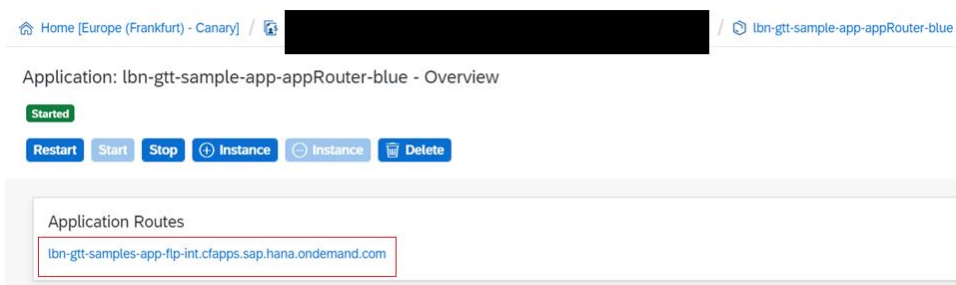 Home [Europe (Frankfurt) - Canary] / / lbn-gtt-sample-app-appRouter-blue
Application: lbn-gtt-sample-app-appRouter-blue - Overview
Started
Restart Start Stop Instance Instance Delete
Application Routes
lbn-gtt-samples-app-flp-int.cfapps.sap.hana.ondemand.com